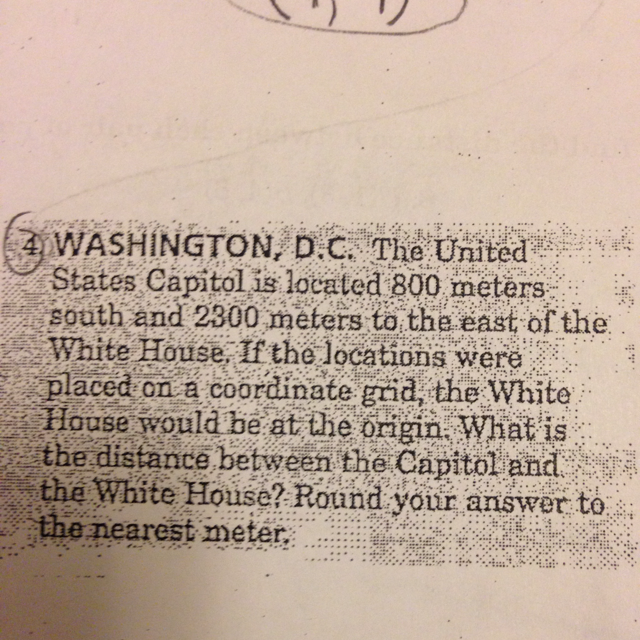 4. WASHINGTON, D.C. The United
States Capitol is located 800 meters
south and 2300 meters to the east of the
White House. If the locations were
placed on a coordinate grid, the White
House would be at the origin. What is
the distance between the Capitol and
the White House? Round your answer to
the nearest meter.